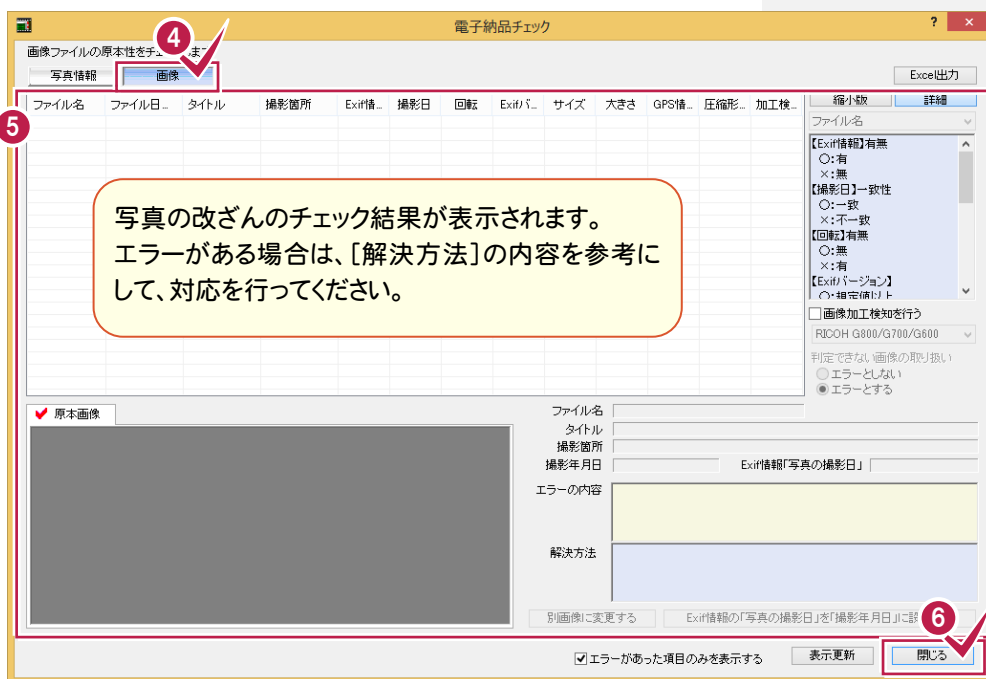 電子納品チェック
? ×
画像ファイルの原本性をチェ
4
写真情報 画像 Excel出力
5
ファイル名 ファイル日... タイトル 撮影箇所 Exif情... 撮影日 回転 Exifバ... サイズ 大きさ GPS情... 圧縮形... 加工検...
縮小版 詳細
ファイル名
【Exif情報】有無
○:有
×:無
【撮影日】一致性
○:一致
×:不一致
【回転】有無
○:無
×:有
【Exifバージョン】
○:規定値以上
写真の改ざんのチェック結果が表示されます。
エラーがある場合は、[解決方法]の内容を参考に
して、対応を行ってください。
画像加工検知を行う
RICOH G800/G700/G600
判定できない画像の取り扱い
エラーとしない
エラーとする
原本画像
ファイル名
タイトル
撮影箇所
撮影年月日 Exif情報「写真の撮影日」
エラーの内容
解決方法
別画像に変更する Exif情報の「写真の撮影日」を「撮影年月日」に設
6
エラーがあった項目のみを表示する 表示更新 閉じる